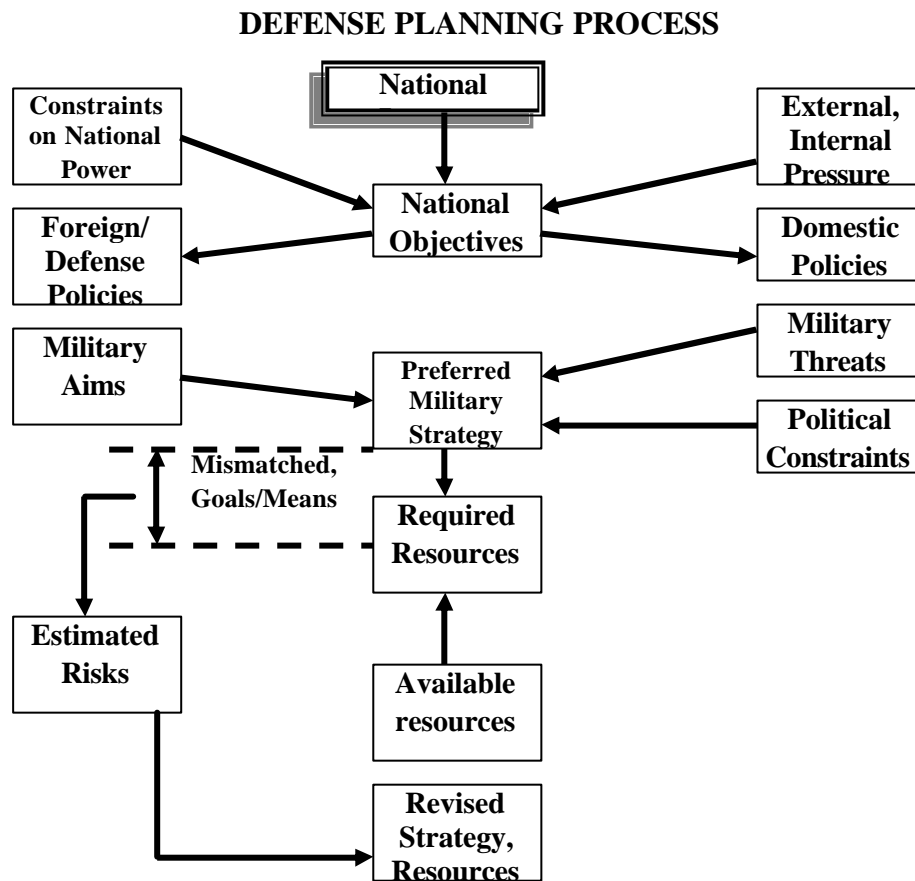 DEFENSE PLANNING PROCESS
National
Constraints
on National
Power
External,
Internal
Pressure
National
Objectives
Foreign/
Defense
Policies
Domestic
Policies
Military
Aims
Preferred
Military
Strategy
Military
Threats
Political
Constraints
Mismatched,
Goals/Means
Required
Resources
Estimated
Risks
Available
resources
Revised
Strategy,
Resources